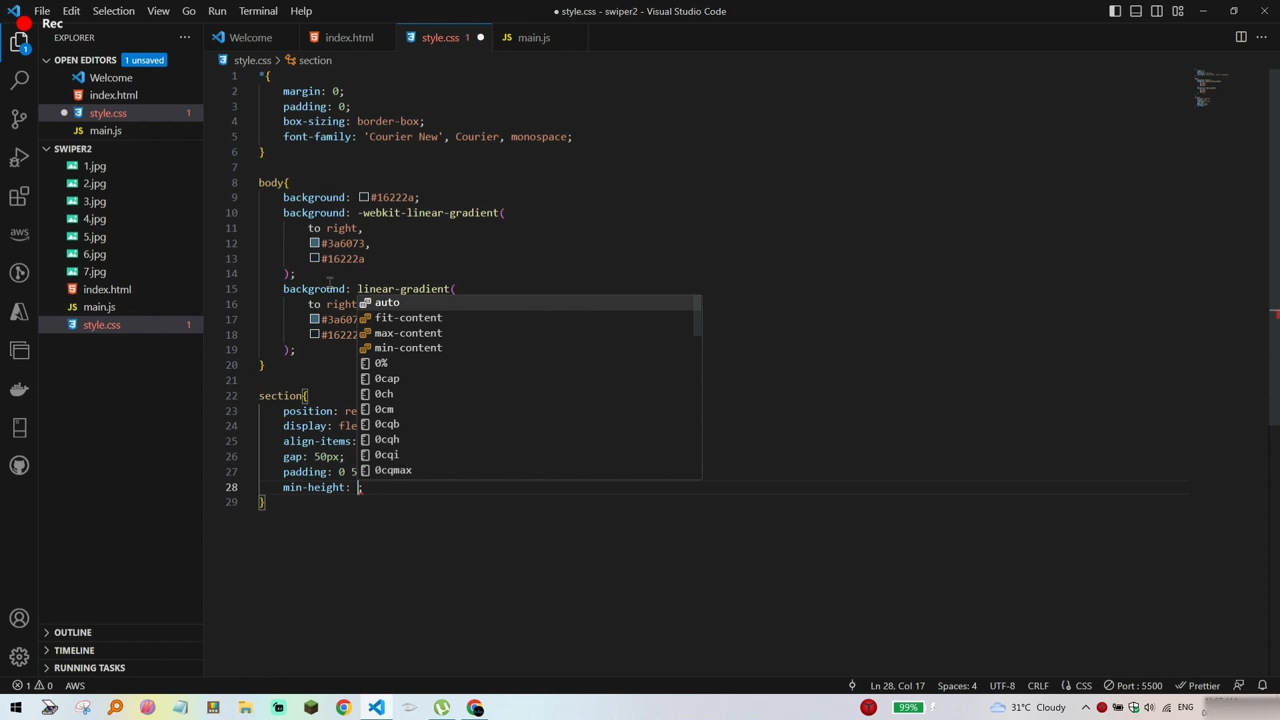 File Edit Selection View Go Run Terminal Help
● style.css - swiper2 - Visual Studio Code
Rec
EXPLORER
Welcome
index.html
style.css 1
main.js
OPEN EDITORS 1 unsaved
style.css > section
Welcome
index.html
style.css 1
main.js
SWIPER2
1.jpg
2.jpg
3.jpg
4.jpg
5.jpg
6.jpg
7.jpg
index.html
main.js
style.css 1
1 *{
2 margin: 0;
3 padding: 0;
4 box-sizing: border-box;
5 font-family: 'Courier New', Courier, monospace;
6 }
7
8 body{
9 background: #16222a;
10 background: -webkit-linear-gradient(
11 to right,
12 #3a6073,
13 #16222a
14 );
15 background: linear-gradient(
16 to right
17 #3a607
18 #1622
19 );
20 }
21
22 section{
23 position: re
24 display: fle
25 align-items:
26 gap: 50px;
27 padding: 0 5
28 min-height: ;
29 }
auto
fit-content
max-content
min-content
0%
0cap
0ch
0cm
0cqb
0cqh
0cqi
0cqmax
OUTLINE
TIMELINE
RUNNING TASKS
1
aws
1 0 AWS
Ln 28, Col 17 Spaces: 4 UTF-8 CRLF CSS Port : 5500 Prettier
99% 31°C Cloudy ENG